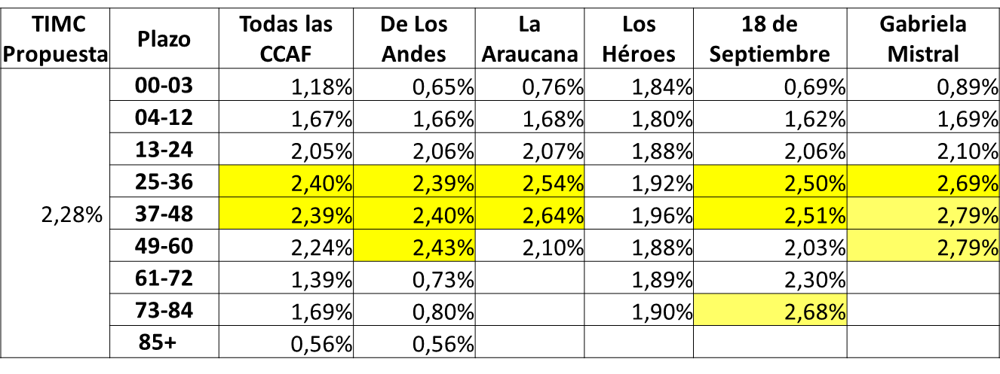 TIMC Propuesta Plazo Todas las CCAF De Los Andes La Araucana Los Héroes 18 de Septiembre Gabriela Mistral
00-03 1,18% 0,65% 0,76% 1,84% 0,69% 0,89%
04-12 1,67% 1,66% 1,68% 1,80% 1,62% 1,69%
13-24 2,05% 2,06% 2,07% 1,88% 2,06% 2,10%
25-36 2,40% 2,39% 2,54% 1,92% 2,50% 2,69%
2,28% 37-48 2,39% 2,40% 2,64% 1,96% 2,51% 2,79%
49-60 2,24% 2,43% 2,10% 1,88% 2,03% 2,79%
61-72 1,39% 0,73% 1,89% 2,30%
73-84 1,69% 0,80% 1,90% 2,68%
85+ 0,56% 0,56%